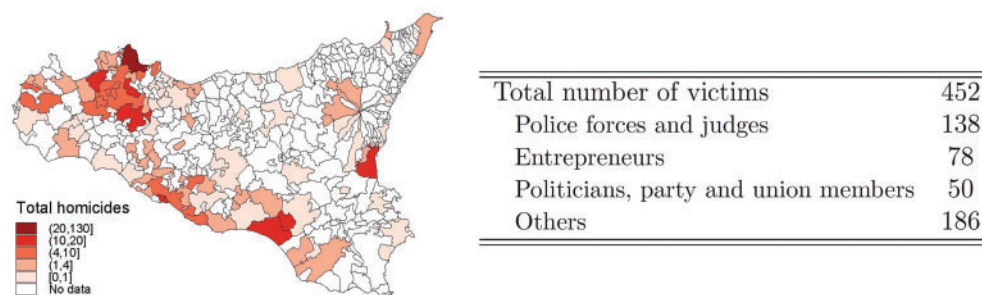 Total homicides
(20,130]
(10,20]
(4,10]
(1,4]
[0,1]
No data
Total number of victims 452
Police forces and judges 138
Entrepreneurs 78
Politicians, party and union members 50
Others 186